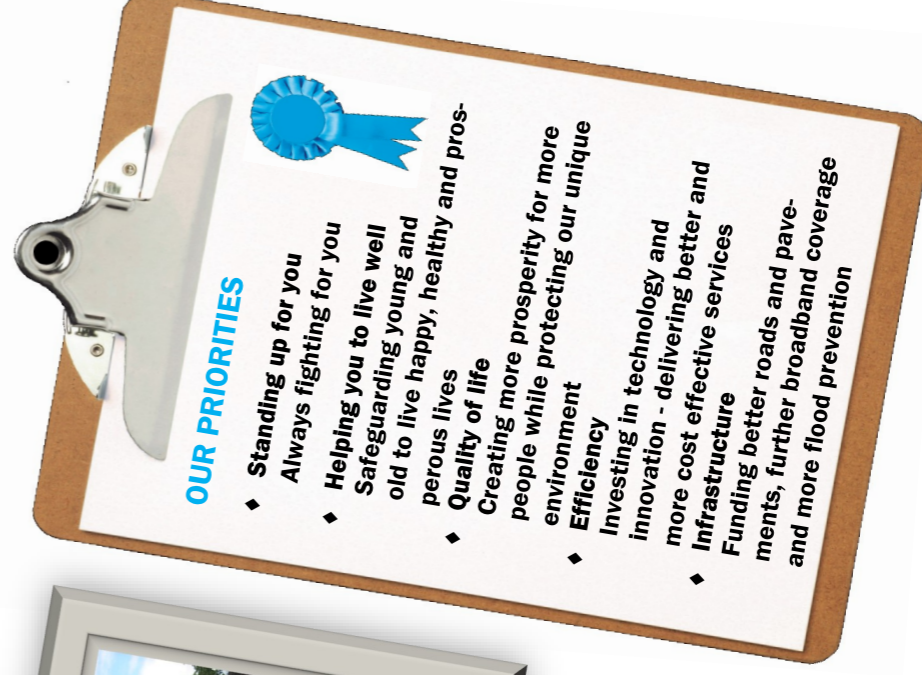 OUR PRIORITIES
◆ Standing up for you
Always fighting for you
◆ Helping you to live well
Safeguarding young and
old to live happy, healthy and pros-
perous lives
◆ Quality of life
Creating more prosperity for more
people while protecting our unique
environment
◆ Efficiency
Investing in technology and
innovation - delivering better and
more cost effective services
◆ Infrastructure
Funding better roads and pave-
ments, further broadband coverage
and more flood prevention